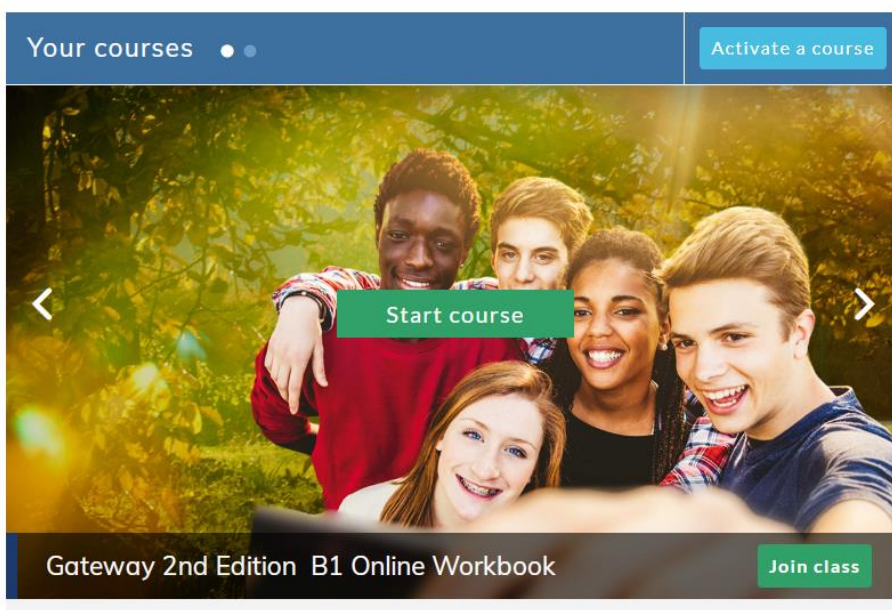 Your courses
Activate a course
Start course
Gateway 2nd Edition B1 Online Workbook
Join class